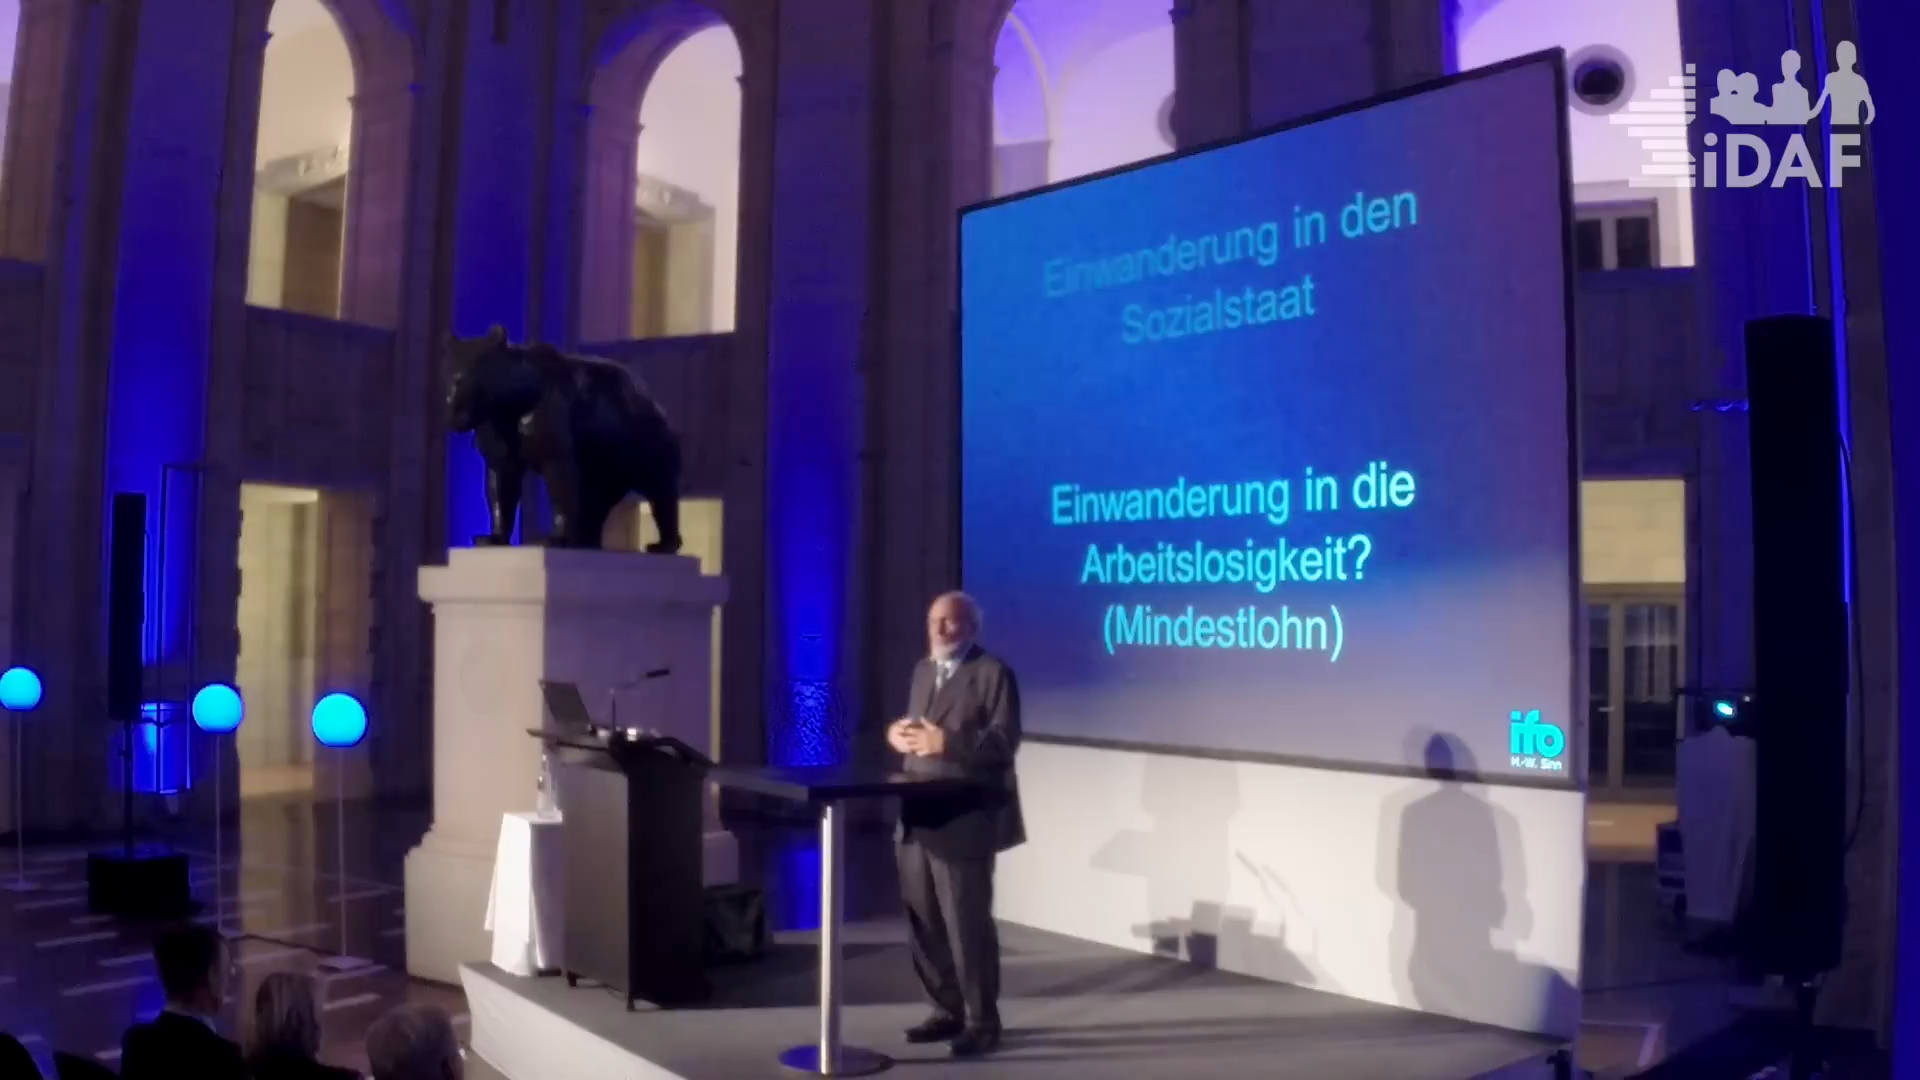 iDAF
Einwanderung in den
Sozialstaat
Einwanderung in die
Arbeitslosigkeit?
(Mindestlohn)
ifo
H.-W. Sinn